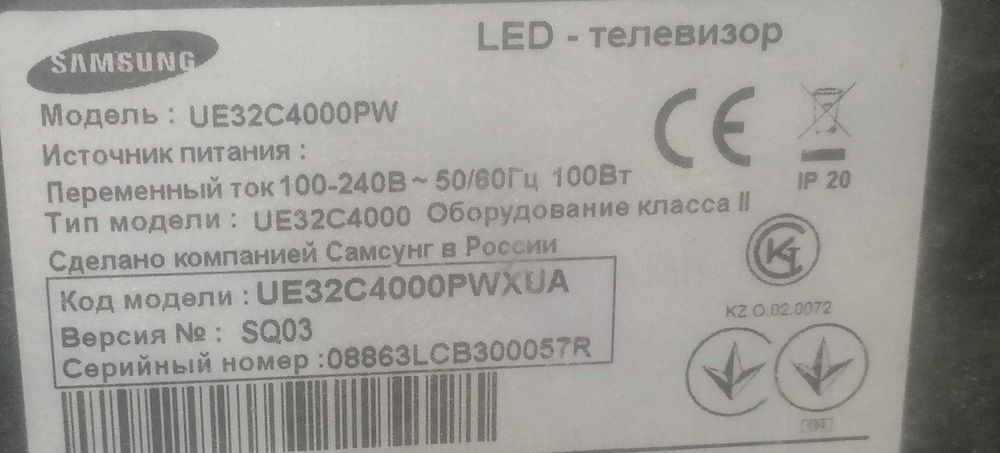 SAMSUNG
LED - телевизор
Модель : UE32C4000PW
Источник питания :
Переменный ток 100-240В ~ 50/60Гц 100Вт
Тип модели : UE32C4000 Оборудование класса II
Сделано компанией Самсунг в России
Код модели : UE32C4000PWXUA
Версия № : SQ03
Серийный номер :08863LCB300057R
CE
IP 20
KZ O.02.0072